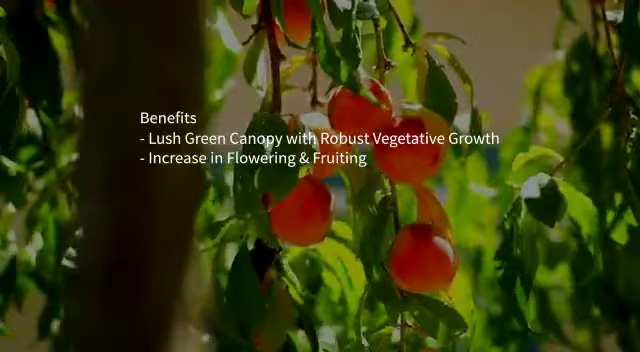 Benefits
- Lush Green Canopy with Robust Vegetative Growth
- Increase in Flowering & Fruiting